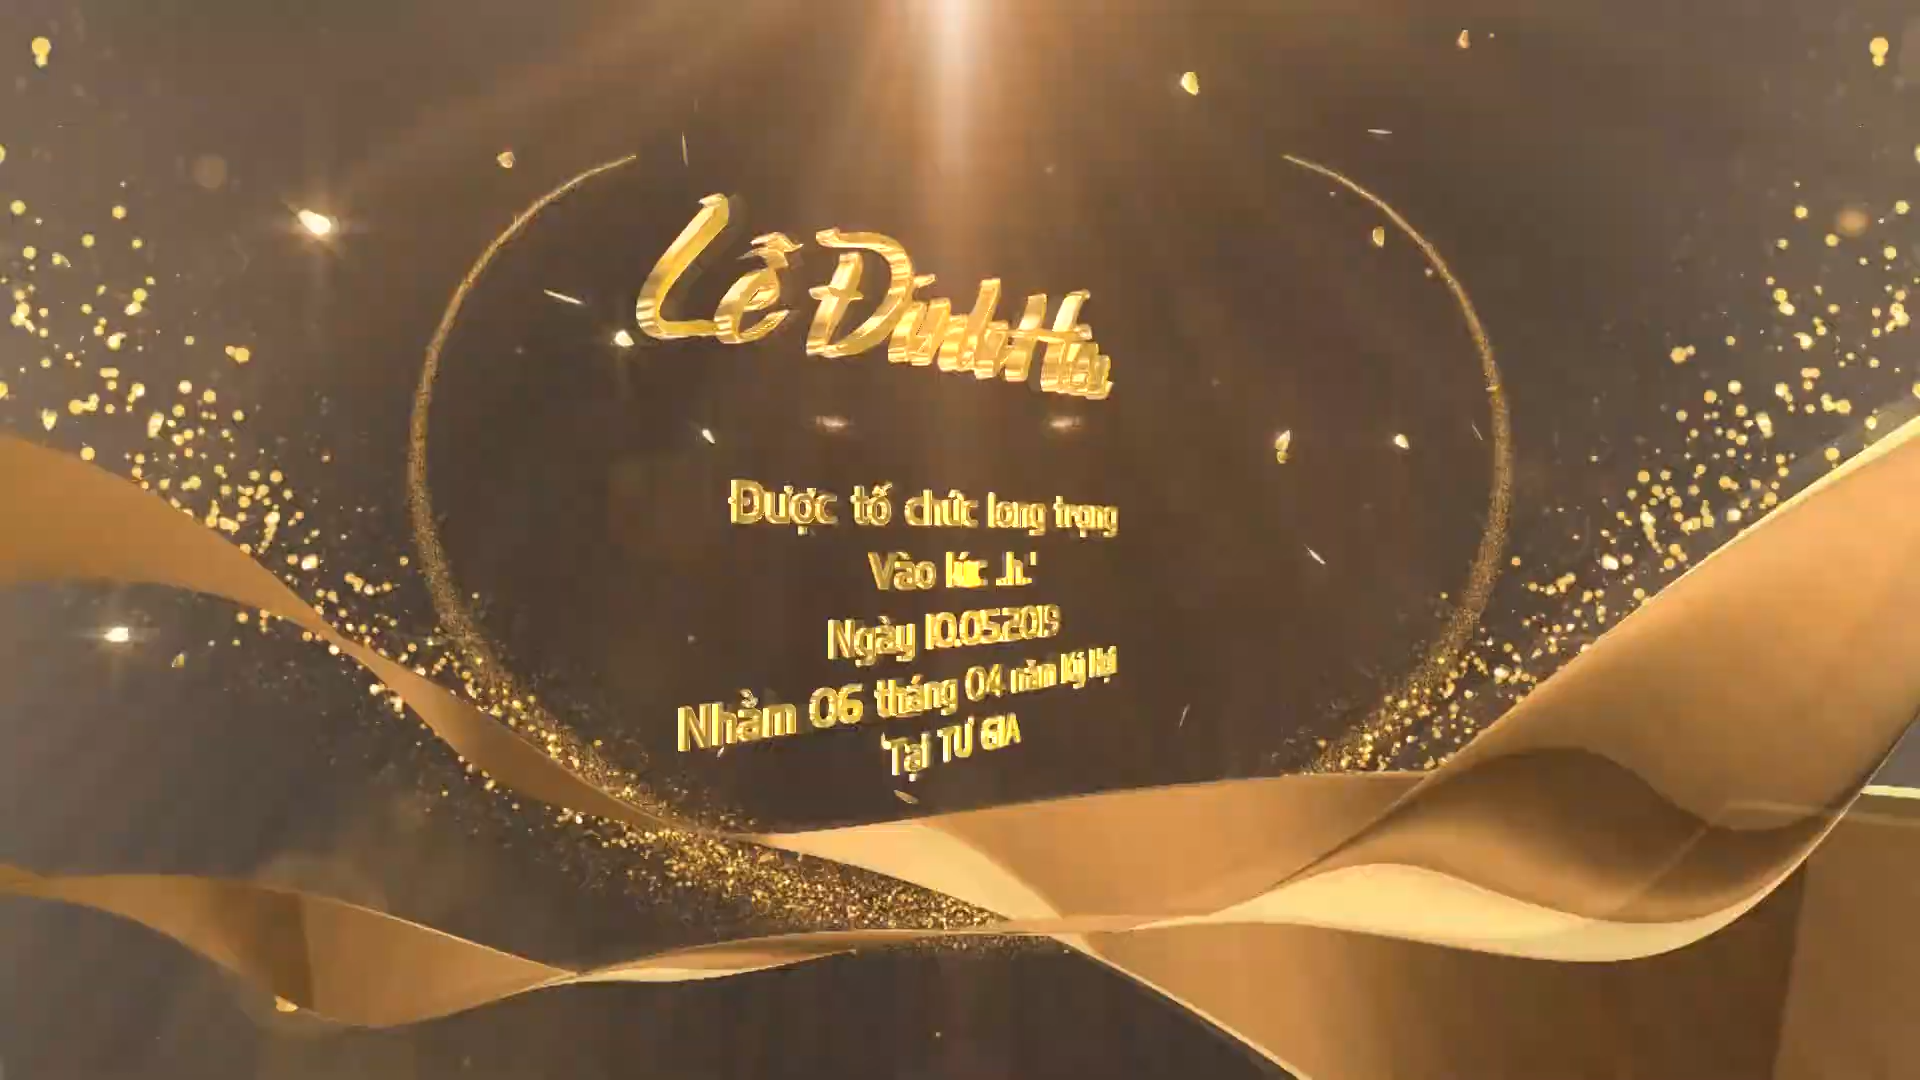 Lễ Đính Hôn
Được tổ chức long trọng
Vào lúc .h.'
Ngày 10.05.2019
Nhằm 06 tháng 04 năm Kỷ Hợi
Tại TƯ GIA